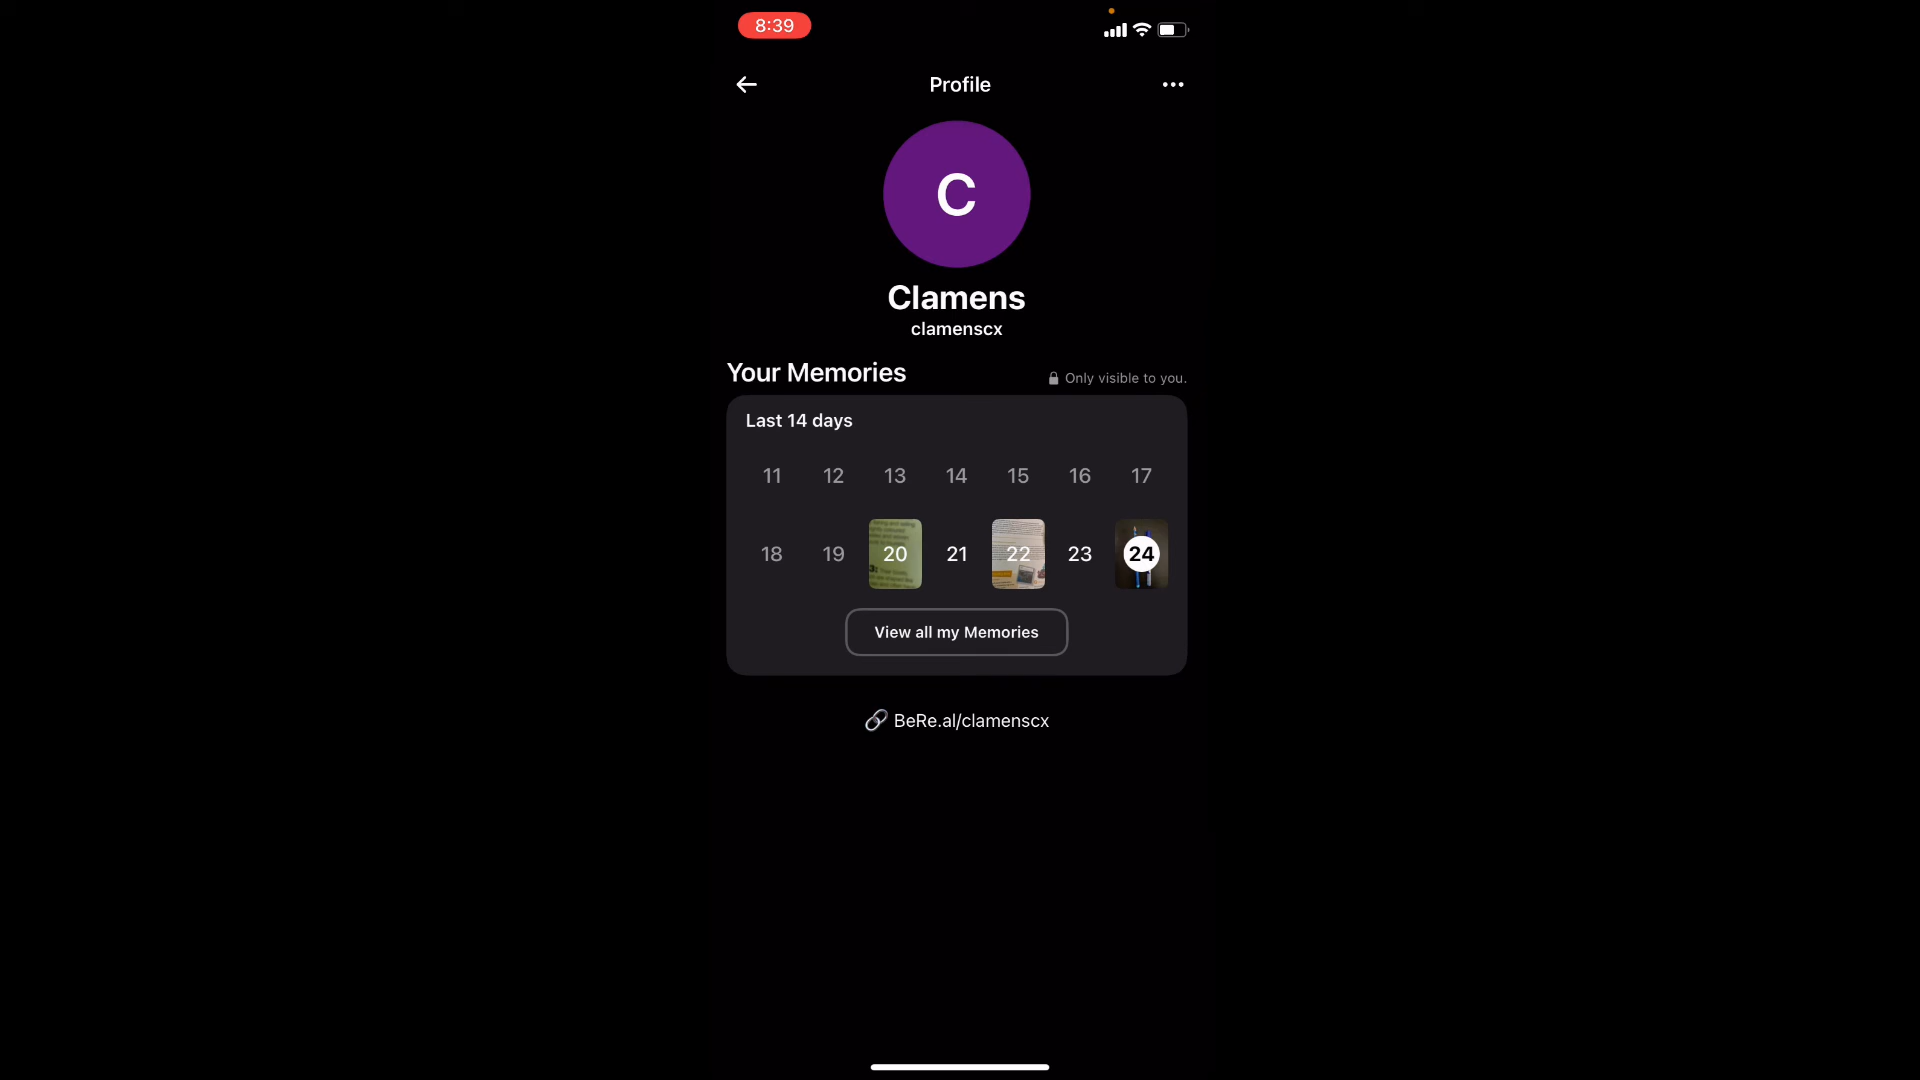 8:39
Profile
C
Clamens
clamenscx
Your Memories
Only visible to you.
Last 14 days
11 12 13 14 15 16 17
18 19 20 21 22 23 24
View all my Memories
BeRe.al/clamenscx